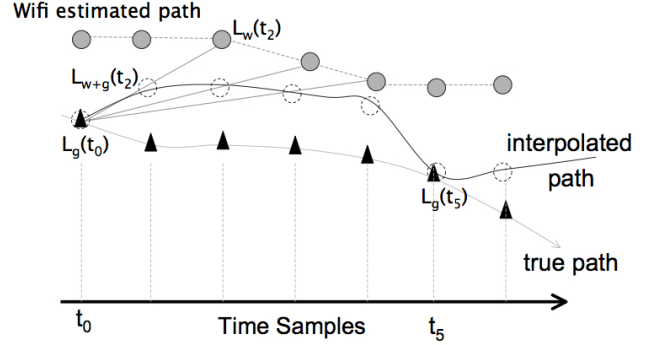 Wifi estimated path
L_w(t_2)
L_{w+g}(t_2)
L_g(t_0)
interpolated
path
L_g(t_5)
true path
t_0 Time Samples t_5